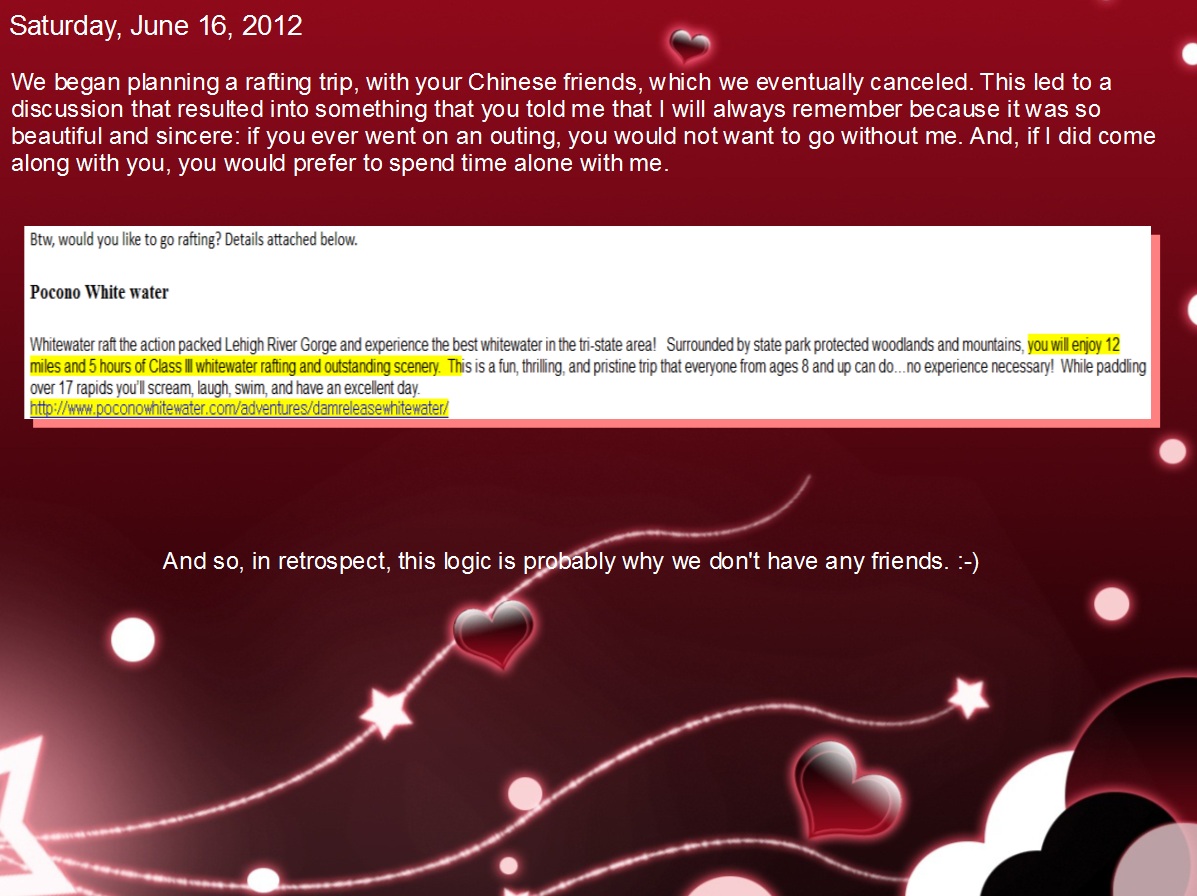 Saturday, June 16, 2012
We began planning a rafting trip, with your Chinese friends, which we eventually canceled. This led to a
discussion that resulted into something that you told me that I will always remember because it was so
beautiful and sincere: if you ever went on an outing, you would not want to go without me. And, if I did come
along with you, you would prefer to spend time alone with me.
Btw, would you like to go rafting? Details attached below.
Pocono White water
Whitewater raft the action packed Lehigh River Gorge and experience the best whitewater in the tri-state area! Surrounded by state park protected woodlands and mountains, you will enjoy 12
miles and 5 hours of Class III whitewater rafting and outstanding scenery. This is a fun, thrilling, and pristine trip that everyone from ages 8 and up can do...no experience necessary! While paddling
over 17 rapids you'll scream, laugh, swim, and have an excellent day.
http://www.poconowhitewater.com/adventures/damreleasewhitewater/
And so, in retrospect, this logic is probably why we don't have any friends. :-)